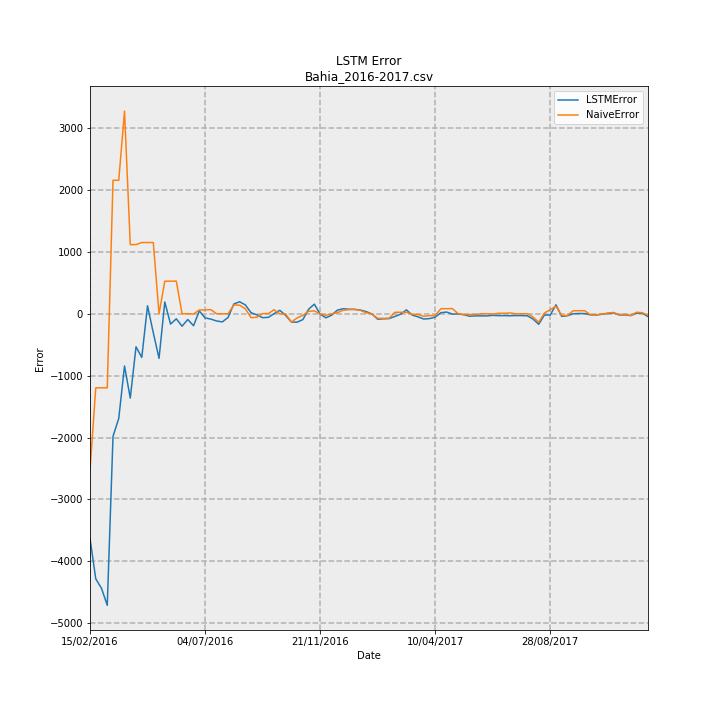 LSTM Error
Bahia_2016-2017.csv
LSTMError
NaiveError
3000
2000
1000
0
−1000
−2000
−3000
−4000
−5000
Error
15/02/2016 04/07/2016 21/11/2016 10/04/2017 28/08/2017
Date